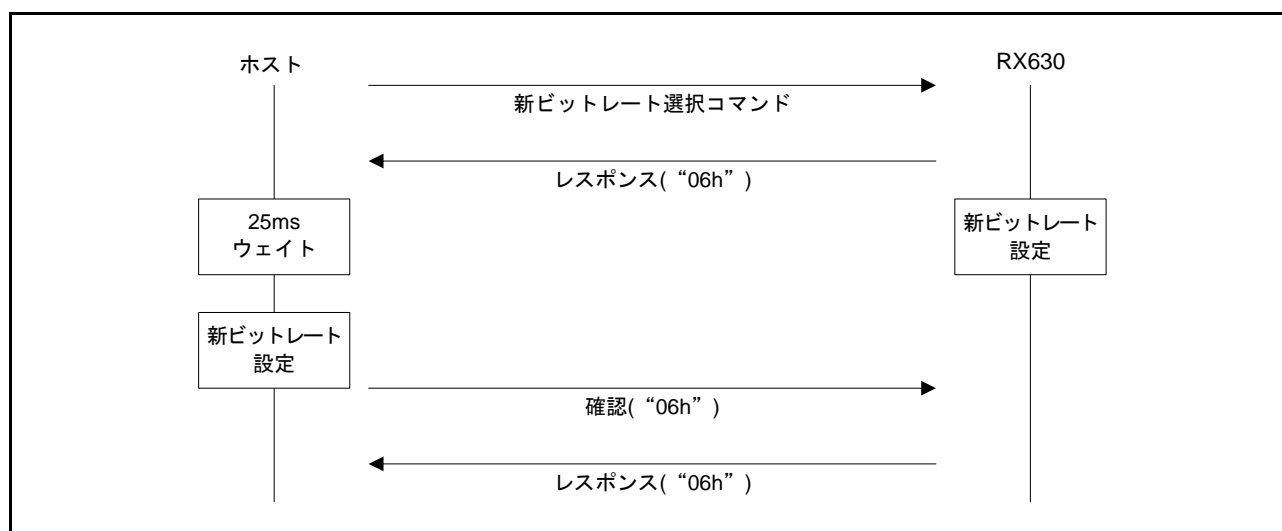 ホスト
RX630
新ビットレート選択コマンド
レスポンス( “06h” )
25ms
ウェイト
新ビットレート
設定
新ビットレート
設定
確認( “06h” )
レスポンス( “06h” )